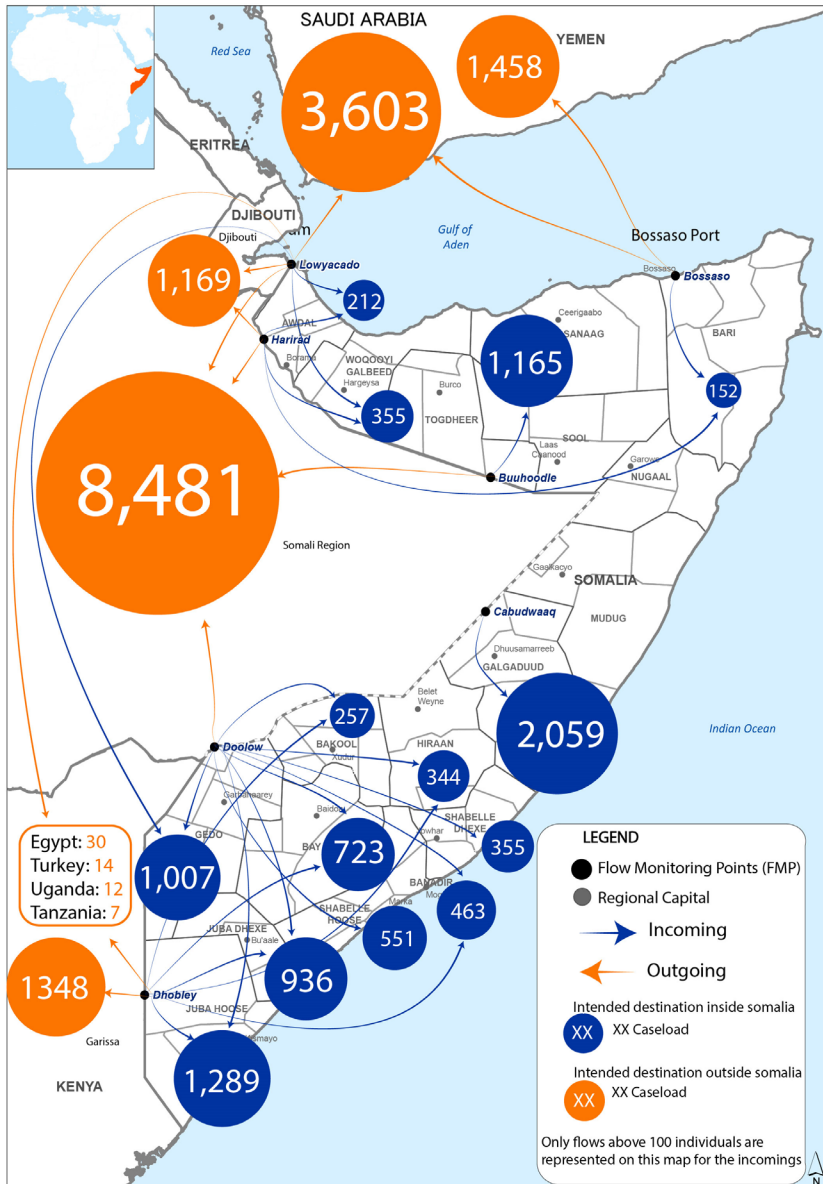 SAUDI ARABIA
YEMEN
Red Sea
1,458
3,603
ERITREA
DJIBOUTI
Djibouti
Gulf of
Aden
Bossaso Port
Lowyacado
Bossaso
Bossaso
1,169
212
Ceerigaabo
SANAAG
BARI
AWDAL
Harirad
Borama
WOQOOYI
GALBEED
Hargeysa
1,165
Burco
152
355
TOGDHEER
SOOL
Laas
Caanood
Garowe
NUGAAL
Buuhoodle
8,481
Somali Region
Gaalkacyo
SOMALIA
Cabudwaaq
MUDUG
Dhuusamarreeb
GALGADUUD
Belet
Weyne
257
2,059
Indian Ocean
Doolow
BAKOOL
Xudur
HIRAAN
344
Garbahaarey
Baidoa
GEDO
SHABELLE
DHEXE
Jowhar
355
Egypt: 30
Turkey: 14
Uganda: 12
Tanzania: 7
1,007
BAY
723
BANADIR
463
SHABELLE
HOOSE
Marka
551
JUBA DHEXE
Bu'aale
936
1348
Dhobley
JUBA HOOSE
Garissa
1,289
KENYA
LEGEND
Flow Monitoring Points (FMP)
Regional Capital
Incoming
Outgoing
Intended destination inside somalia
XX
XX Caseload
Intended destination outside somalia
XX
XX Caseload
Only flows above 100 individuals are
represented on this map for the incomings
N